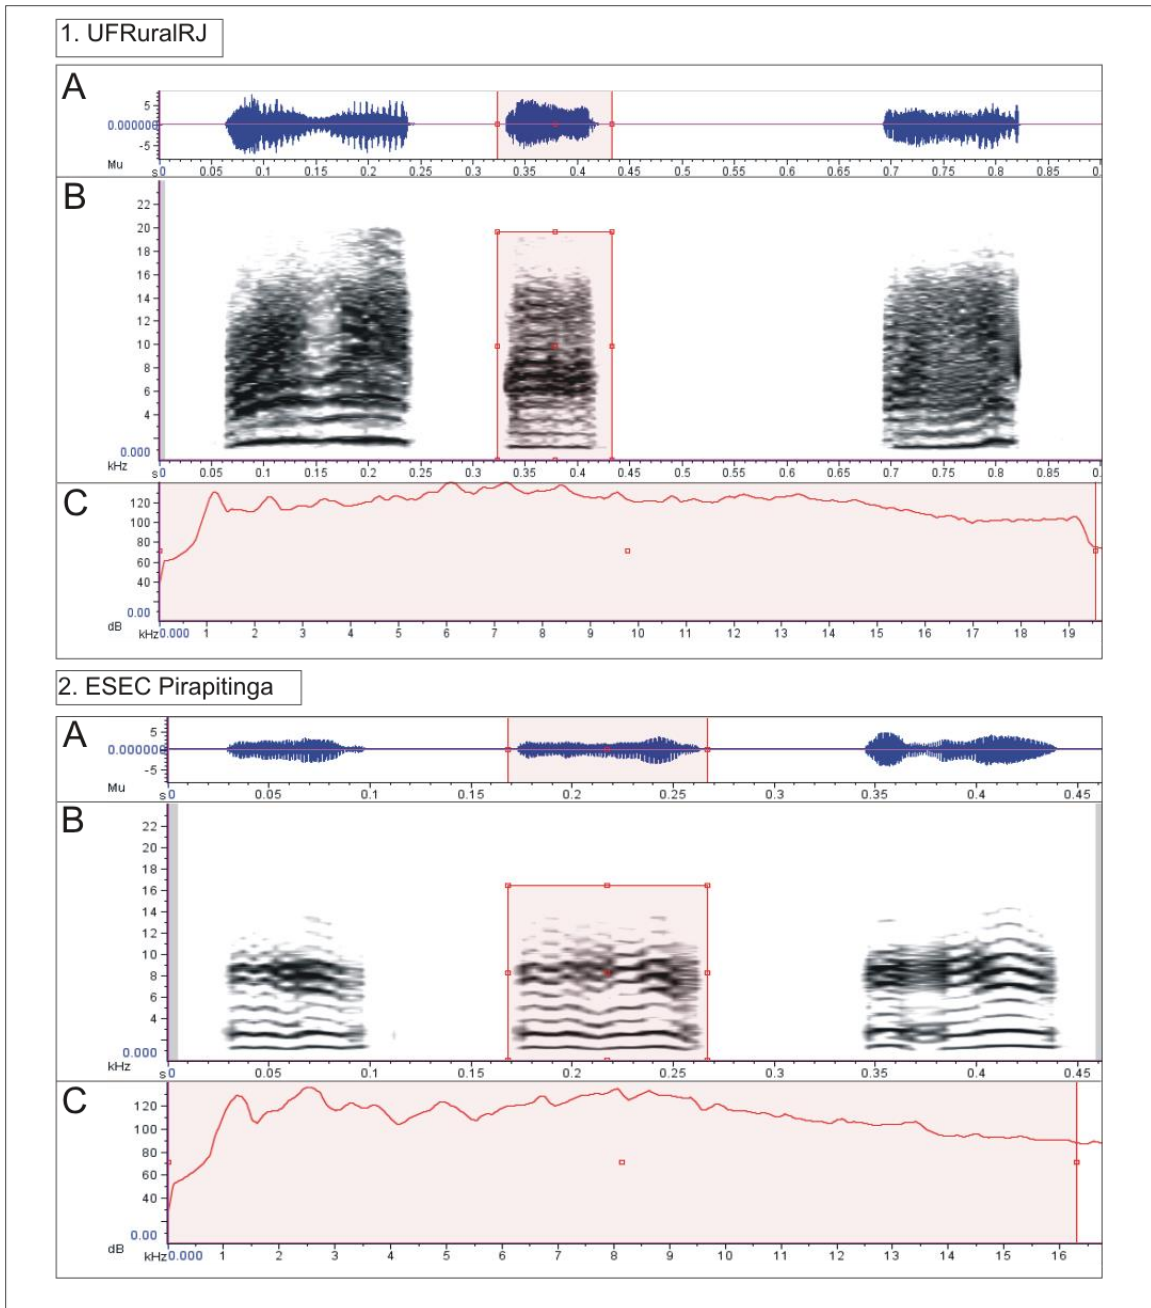 1. UFRuralRJ
A
5
0.000000
-5
Mu
s 0 0.05 0.1 0.15 0.2 0.25 0.3 0.35 0.4 0.45 0.5 0.55 0.6 0.65 0.7 0.75 0.8 0.85 0.
B
22
20
18
16
14
12
10
8
6
4
0.000
kHz
s 0 0.05 0.1 0.15 0.2 0.25 0.3 0.35 0.4 0.45 0.5 0.55 0.6 0.65 0.7 0.75 0.8 0.85 0.
C
120
100
80
60
40
0.00
dB
kHz 0.000 1 2 3 4 5 6 7 8 9 10 11 12 13 14 15 16 17 18 19
2. ESEC Pirapitinga
A
5
0.000000
-5
Mu
s 0 0.05 0.1 0.15 0.2 0.25 0.3 0.35 0.4 0.45
B
22
20
18
16
14
12
10
8
6
4
0.000
kHz
s 0 0.05 0.1 0.15 0.2 0.25 0.3 0.35 0.4 0.45
C
120
100
80
60
40
0.00
dB
kHz 0.000 1 2 3 4 5 6 7 8 9 10 11 12 13 14 15 16